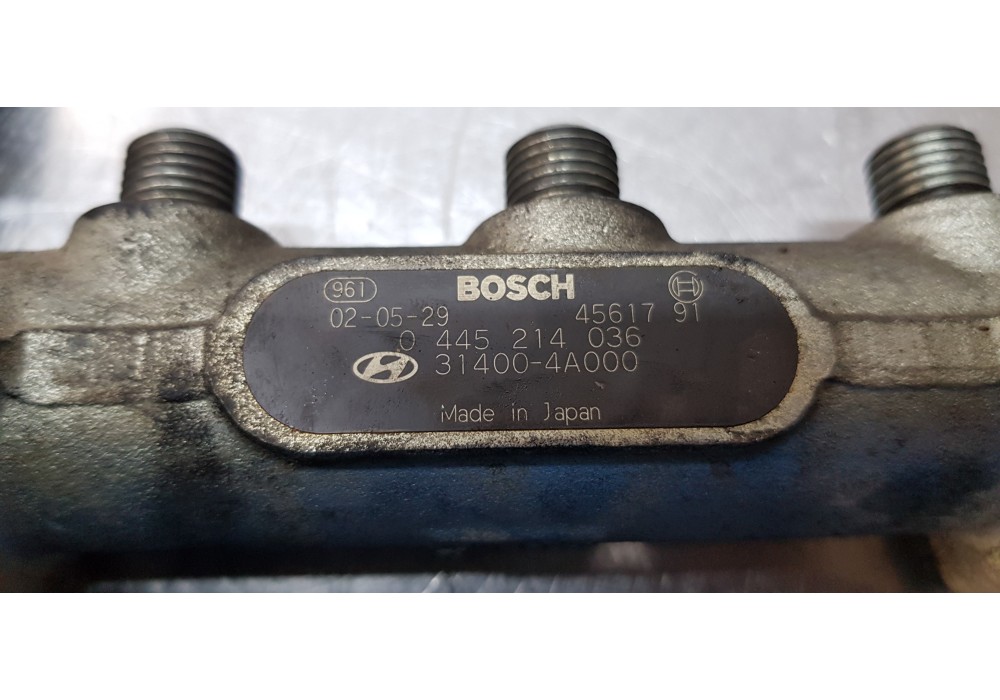 961 BOSCH
02-05-29 45617 91
0 445 214 036
31400-4A000
Made in Japan